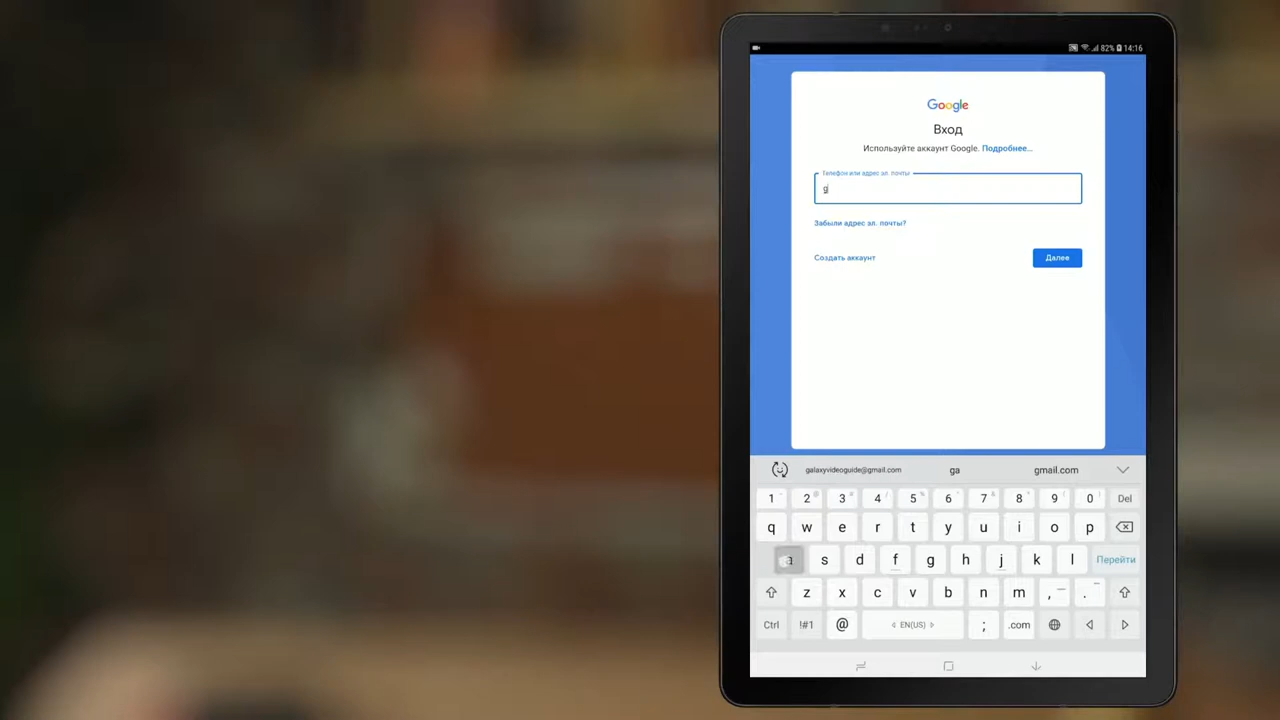 82% 14:16
Google
Вход
Используйте аккаунт Google. Подробнее...
Телефон или адрес эл. почты
g
Забыли адрес эл. почты?
Создать аккаунт
Далее
galaxyvideoguide@gmail.com ga gmail.com
1 2 3 4 5 6 7 8 9 0 Del
q w e r t y u i o p
a s d f g h j k l Перейти
z x c v b n m , .
Ctrl !#1 @ EN(US) ; .com